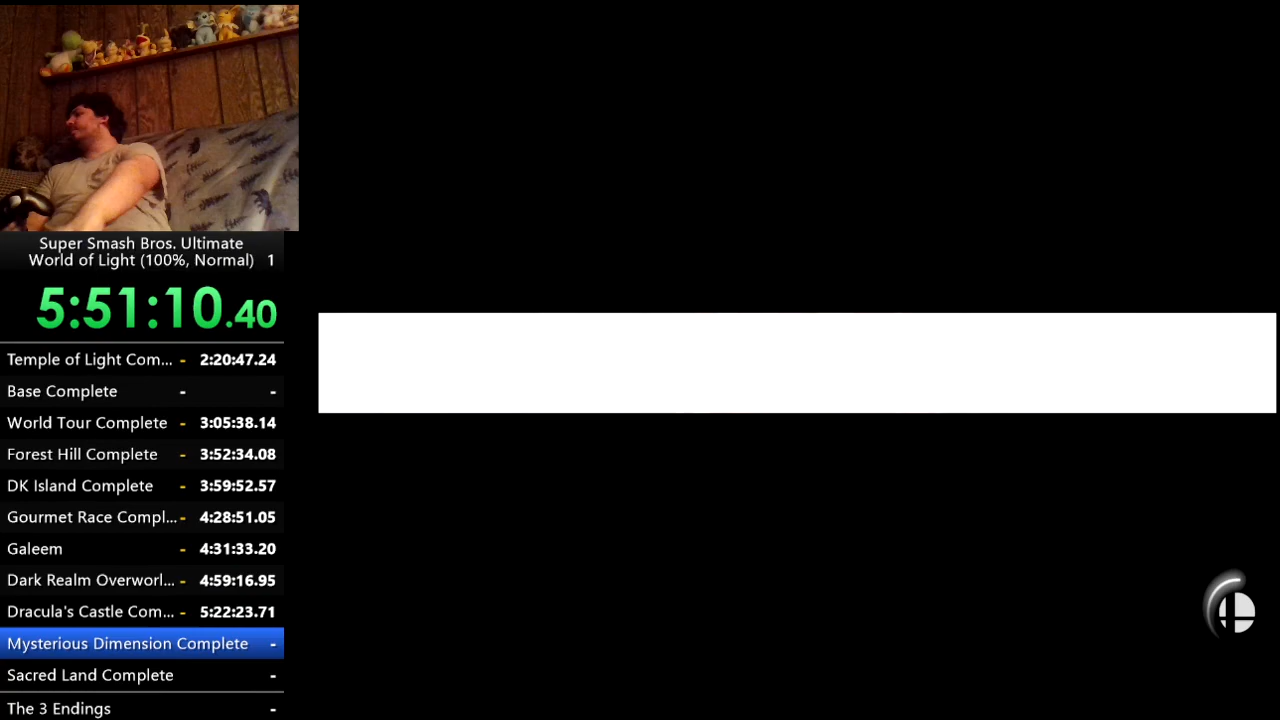 Super Smash Bros. Ultimate
World of Light (100%, Normal) 1
5:51:10.40
Temple of Light Com... - 2:20:47.24
Base Complete - -
World Tour Complete - 3:05:38.14
Forest Hill Complete - 3:52:34.08
DK Island Complete - 3:59:52.57
Gourmet Race Compl... - 4:28:51.05
Galeem - 4:31:33.20
Dark Realm Overworl... - 4:59:16.95
Dracula's Castle Com... - 5:22:23.71
Mysterious Dimension Complete -
Sacred Land Complete -
The 3 Endings -